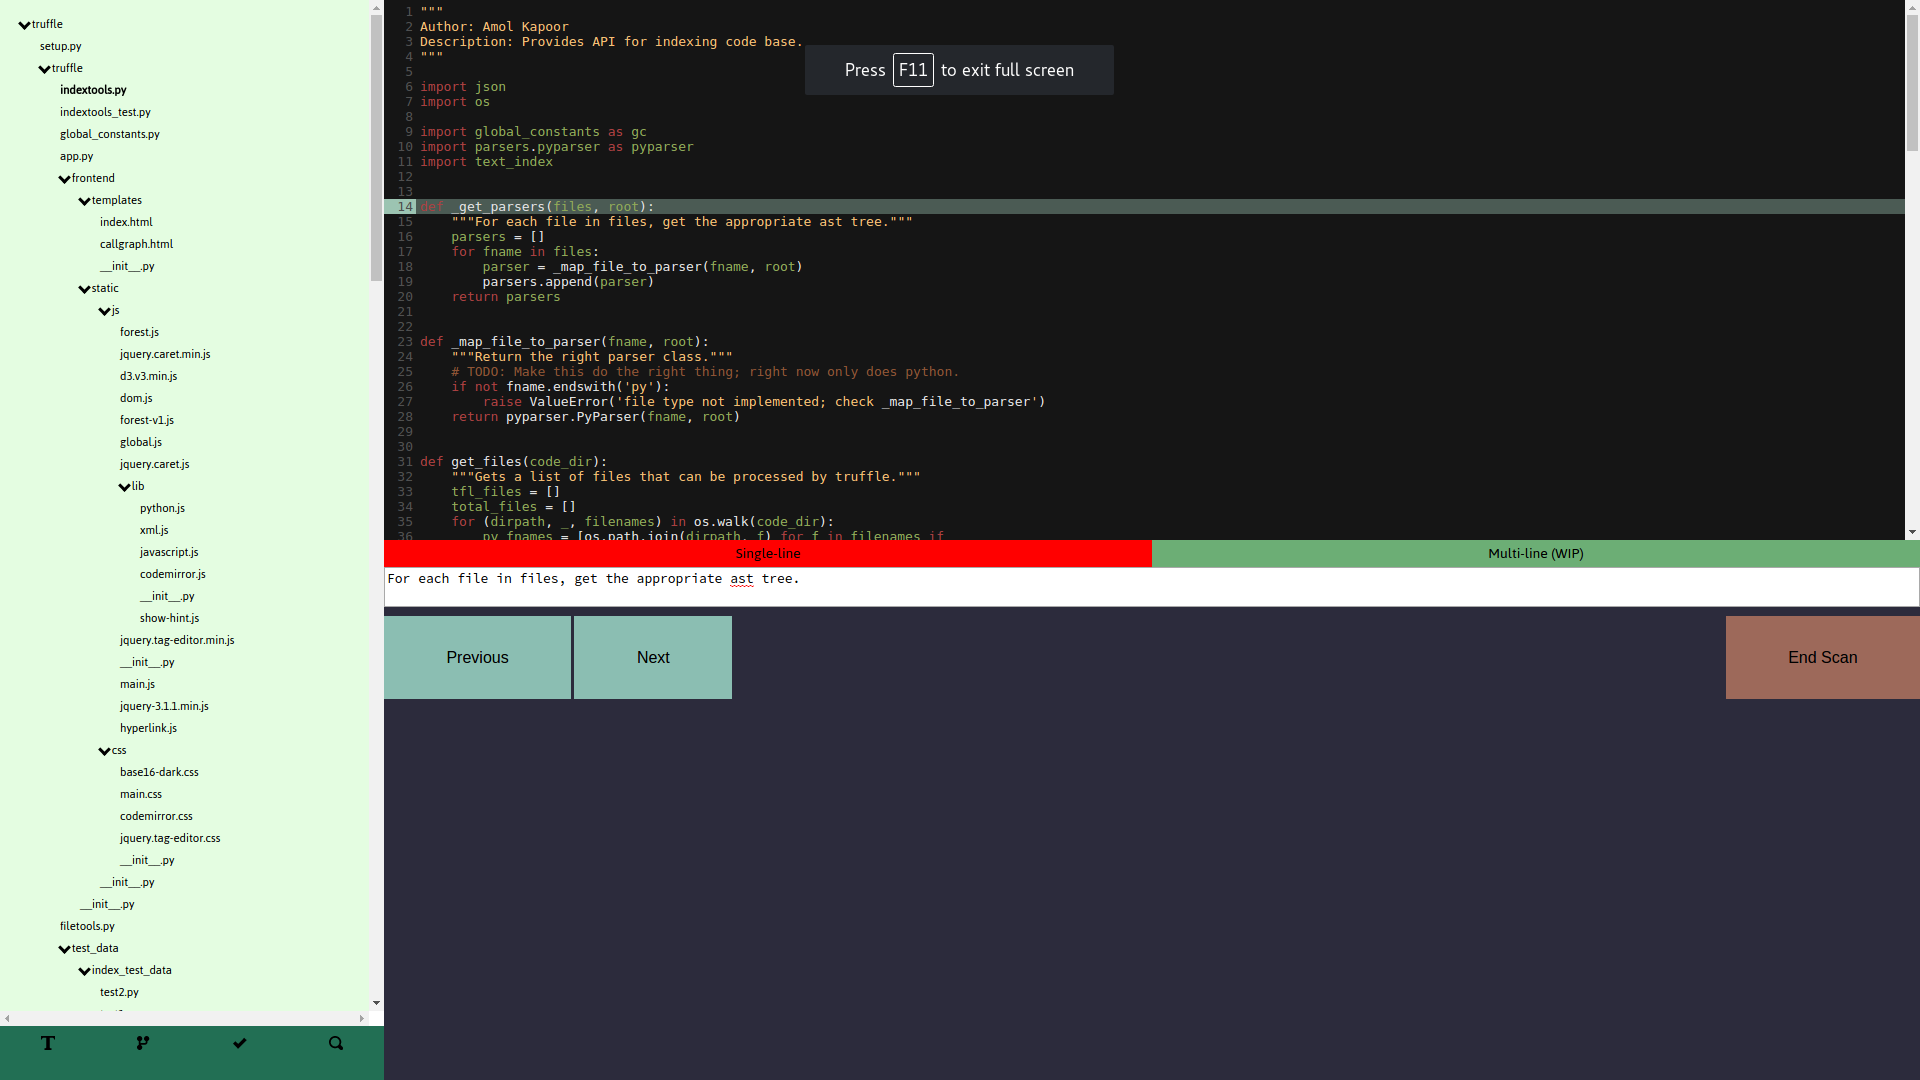 truffle
setup.py
truffle
indextools.py
indextools_test.py
global_constants.py
app.py
frontend
templates
index.html
callgraph.html
__init__.py
static
js
forest.js
jquery.caret.min.js
d3.v3.min.js
dom.js
forest-v1.js
global.js
jquery.caret.js
lib
python.js
xml.js
javascript.js
codemirror.js
__init__.py
show-hint.js
jquery.tag-editor.min.js
__init__.py
main.js
jquery-3.1.1.min.js
hyperlink.js
css
base16-dark.css
main.css
codemirror.css
jquery.tag-editor.css
__init__.py
__init__.py
__init__.py
filetools.py
test_data
index_test_data
test2.py
1 """
2 Author: Amol Kapoor
3 Description: Provides API for indexing code base.
4 """
5
6 import json
7 import os
8
9 import global_constants as gc
10 import parsers.pyparser as pyparser
11 import text_index
12
13
14 def _get_parsers(files, root):
15     """For each file in files, get the appropriate ast tree."""
16     parsers = []
17     for fname in files:
18         parser = _map_file_to_parser(fname, root)
19         parsers.append(parser)
20     return parsers
21
22
23 def _map_file_to_parser(fname, root):
24     """Return the right parser class."""
25     # TODO: Make this do the right thing; right now only does python.
26     if not fname.endswith('py'):
27         raise ValueError('file type not implemented; check _map_file_to_parser')
28     return pyparser.PyParser(fname, root)
29
30
31 def get_files(code_dir):
32     """Gets a list of files that can be processed by truffle."""
33     tfl_files = []
34     total_files = []
35     for (dirpath, _, filenames) in os.walk(code_dir):
36         py_fnames = [os.path.join(dirpath, f) for f in filenames if
Press F11 to exit full screen
Single-line
Multi-line (WIP)
For each file in files, get the appropriate ast tree.
Previous
Next
End Scan